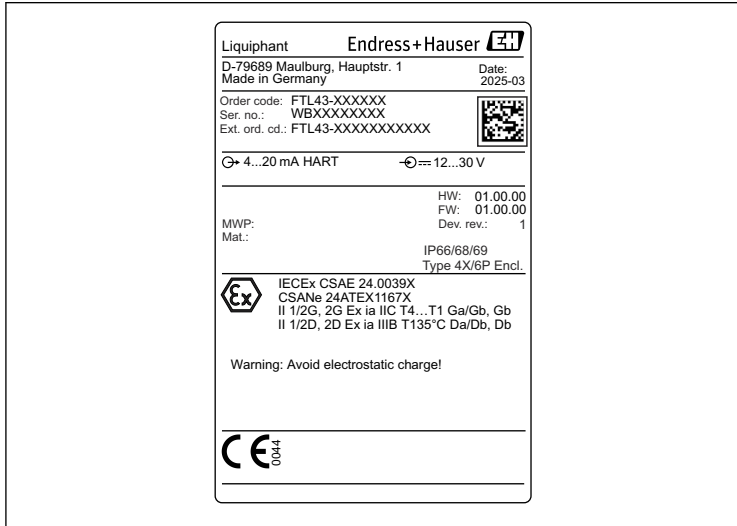 Liquiphant Endress+Hauser EH
D-79689 Maulburg, Hauptstr. 1
Made in Germany
Date:
2025-03
Order code: FTL43-XXXXXX
Ser. no.: WBXXXXXXXX
Ext. ord. cd.: FTL43-XXXXXXXXXXX
4...20 mA HART 12...30 V
HW: 01.00.00
FW: 01.00.00
MWP: Dev. rev.: 1
Mat.:
IP66/68/69
Type 4X/6P Encl.
Ex
IECEx CSAE 24.0039X
CSANe 24ATEX1167X
II 1/2G, 2G Ex ia IIC T4...T1 Ga/Gb, Gb
II 1/2D, 2D Ex ia IIIB T135°C Da/Db, Db
Warning: Avoid electrostatic charge!
CE 0044